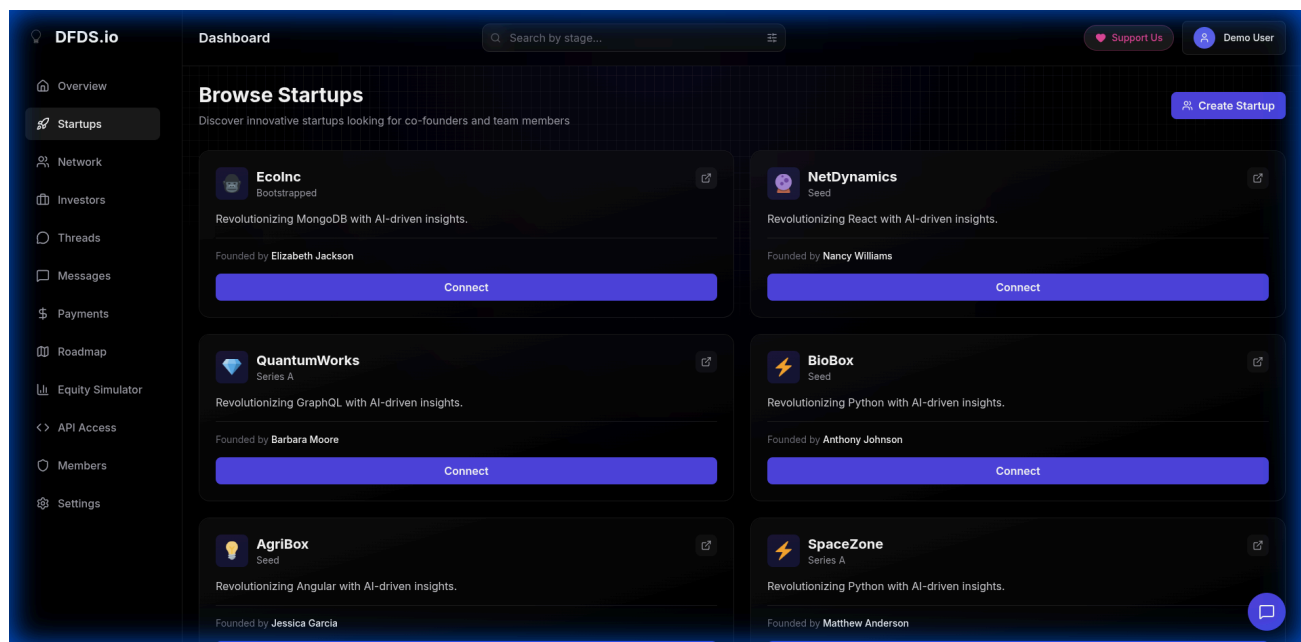 DFDS.io
Dashboard
Search by stage...
Support Us
Demo User
Overview
Startups
Network
Investors
Threads
Messages
Payments
Roadmap
Equity Simulator
API Access
Members
Settings
Browse Startups
Discover innovative startups looking for co-founders and team members
Create Startup
EcoInc
Bootstrapped
Revolutionizing MongoDB with AI-driven insights.
Founded by Elizabeth Jackson
Connect
NetDynamics
Seed
Revolutionizing React with AI-driven insights.
Founded by Nancy Williams
Connect
QuantumWorks
Series A
Revolutionizing GraphQL with AI-driven insights.
Founded by Barbara Moore
Connect
BioBox
Seed
Revolutionizing Python with AI-driven insights.
Founded by Anthony Johnson
Connect
AgriBox
Seed
Revolutionizing Angular with AI-driven insights.
Founded by Jessica Garcia
SpaceZone
Series A
Revolutionizing Python with AI-driven insights.
Founded by Matthew Anderson